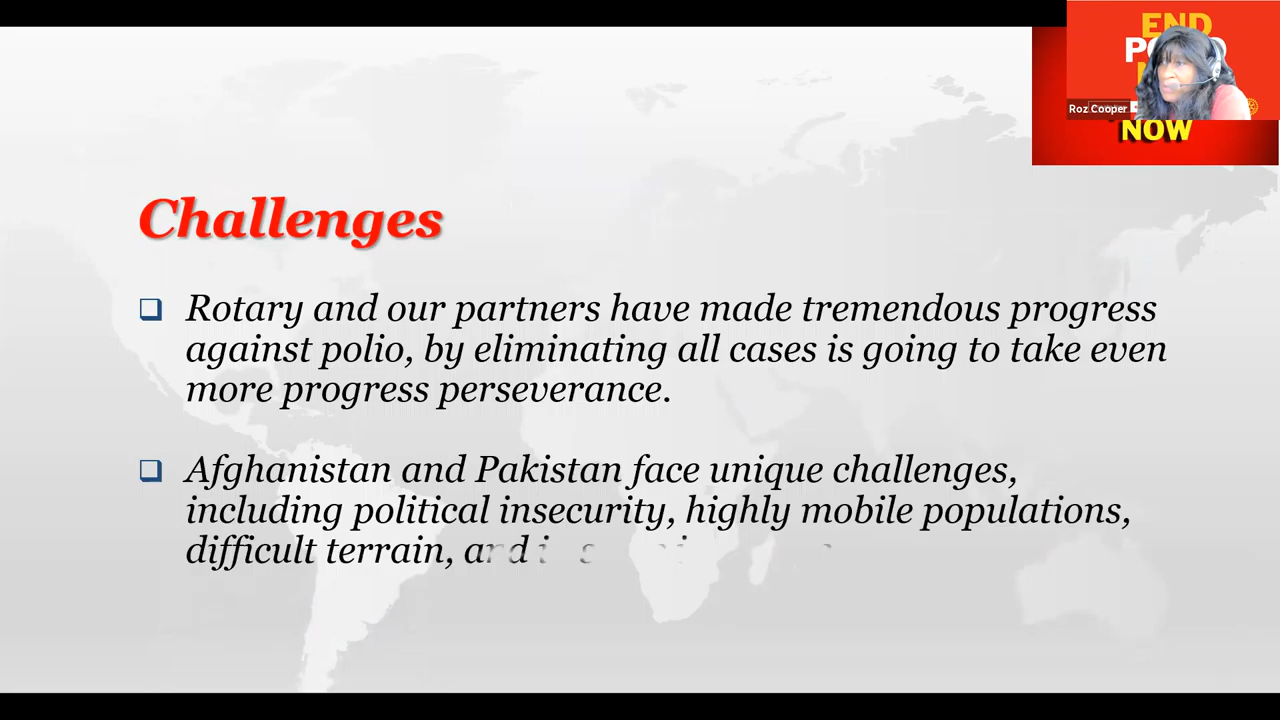 END
Roz Cooper
NOW
Challenges
Rotary and our partners have made tremendous progress
against polio, by eliminating all cases is going to take even
more progress perseverance.
Afghanistan and Pakistan face unique challenges,
including political insecurity, highly mobile populations,
difficult terrain, and